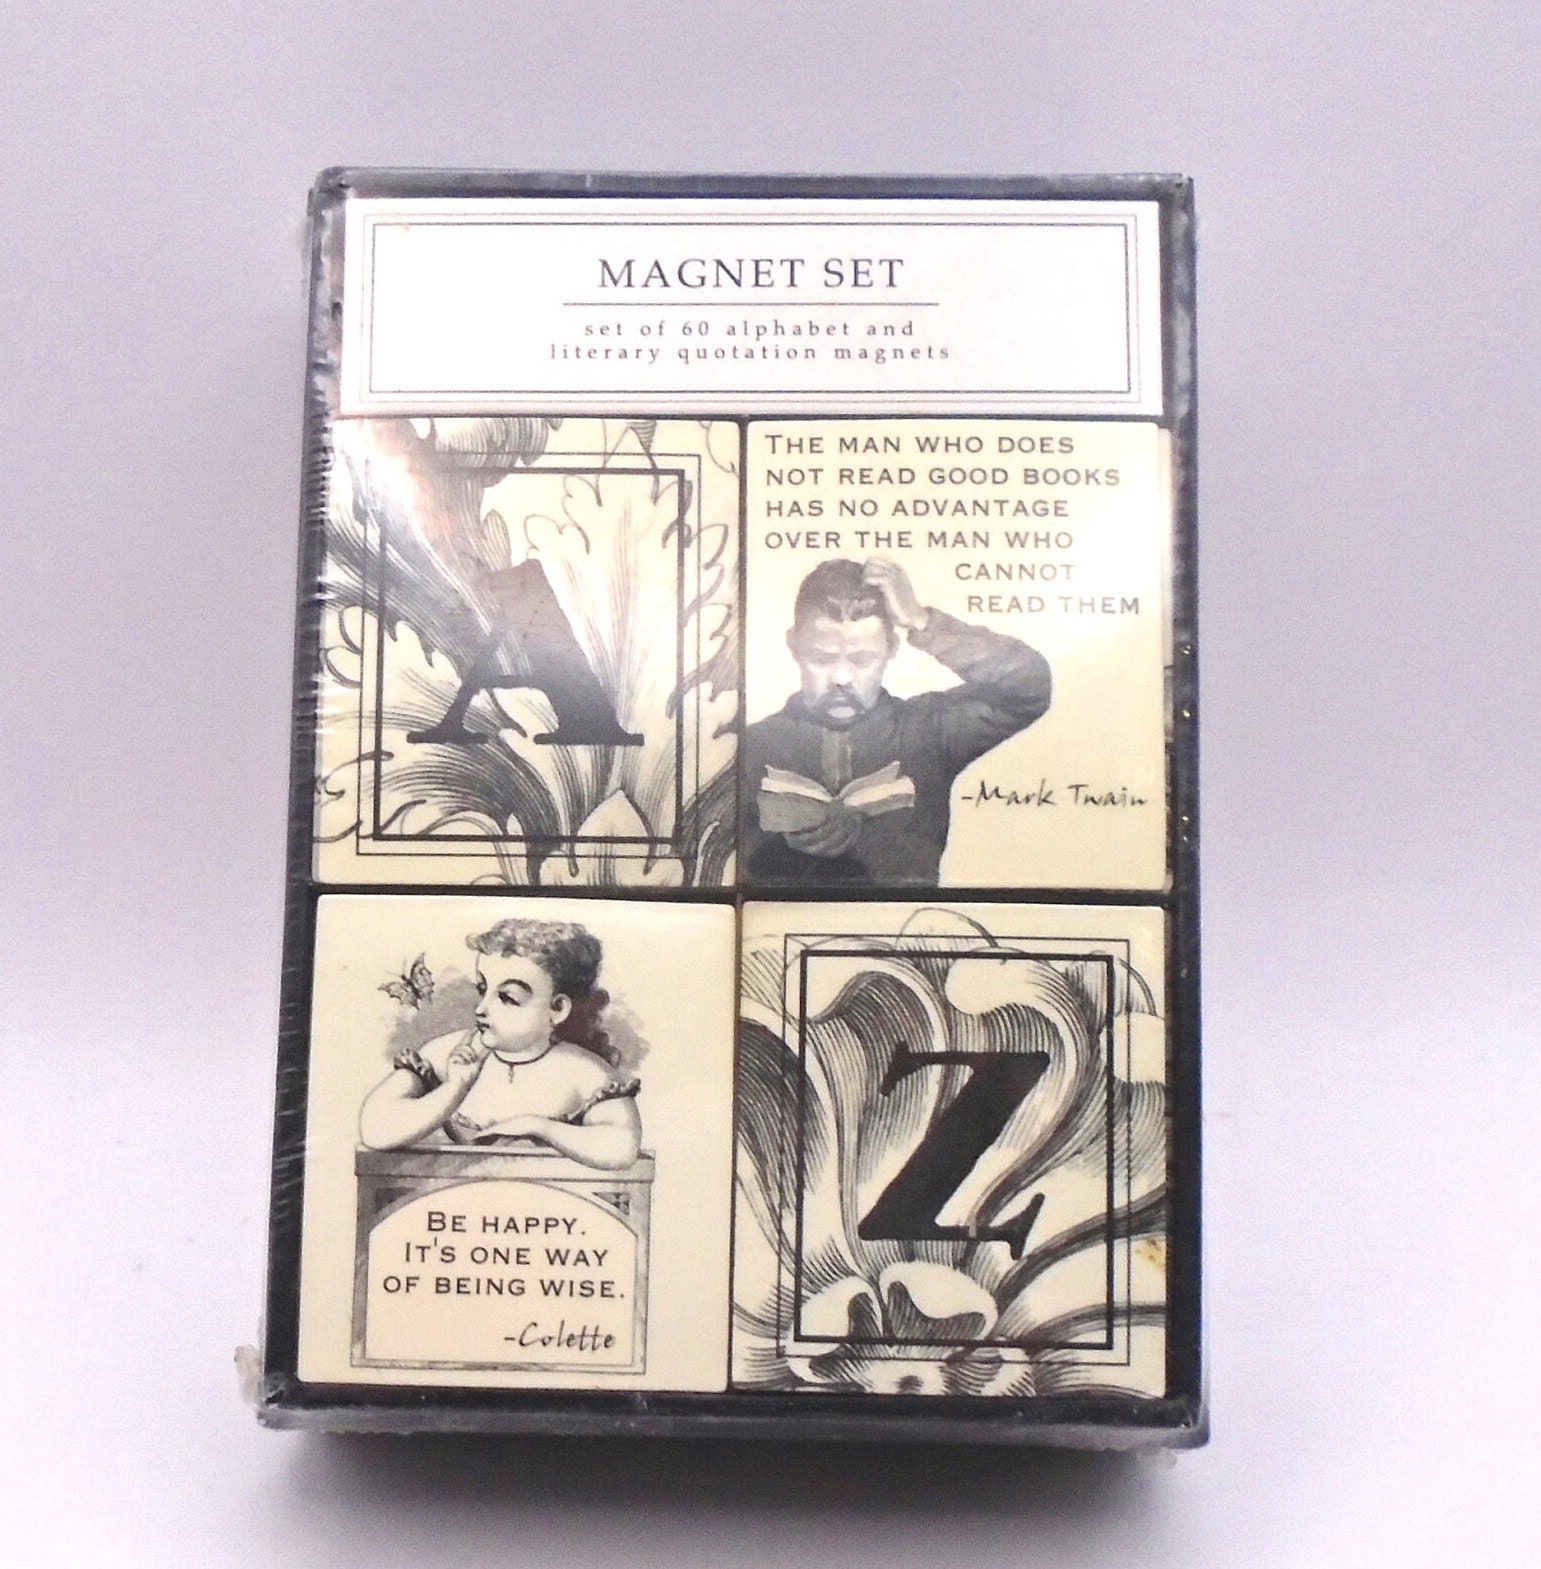 MAGNET SET
set of 60 alphabet and
literary quotation magnets
A
THE MAN WHO DOES
NOT READ GOOD BOOKS
HAS NO ADVANTAGE
OVER THE MAN WHO
CANNOT
READ THEM
-Mark Twain
BE HAPPY.
IT'S ONE WAY
OF BEING WISE.
-Colette
Z